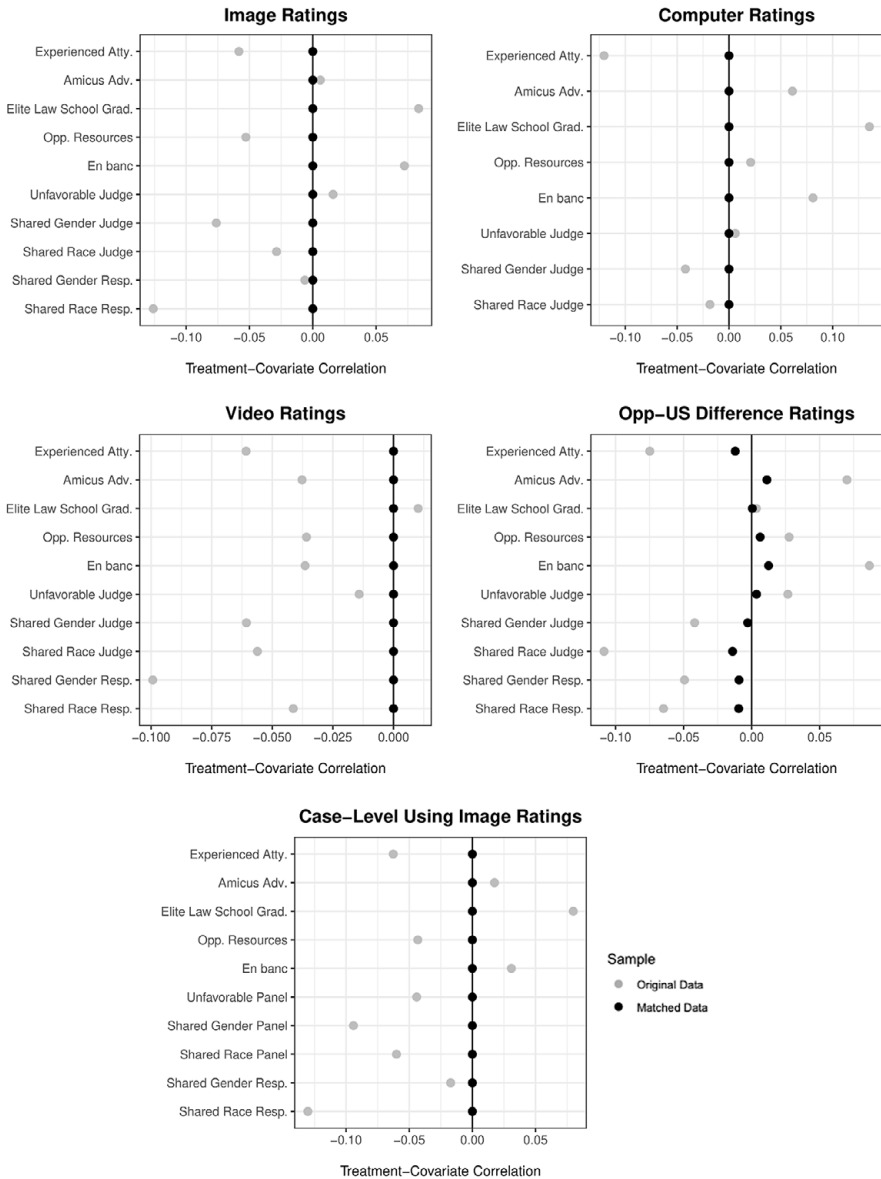 Image Ratings
Experienced Atty.
Amicus Adv.
Elite Law School Grad.
Opp. Resources
En banc
Unfavorable Judge
Shared Gender Judge
Shared Race Judge
Shared Gender Resp.
Shared Race Resp.
−0.10 −0.05 0.00 0.05
Treatment−Covariate Correlation
Computer Ratings
Experienced Atty.
Amicus Adv.
Elite Law School Grad.
Opp. Resources
En banc
Unfavorable Judge
Shared Gender Judge
Shared Race Judge
−0.10 −0.05 0.00 0.05 0.10
Treatment−Covariate Correlation
Video Ratings
Experienced Atty.
Amicus Adv.
Elite Law School Grad.
Opp. Resources
En banc
Unfavorable Judge
Shared Gender Judge
Shared Race Judge
Shared Gender Resp.
Shared Race Resp.
−0.100 −0.075 −0.050 −0.025 0.000
Treatment−Covariate Correlation
Opp−US Difference Ratings
Experienced Atty.
Amicus Adv.
Elite Law School Grad.
Opp. Resources
En banc
Unfavorable Judge
Shared Gender Judge
Shared Race Judge
Shared Gender Resp.
Shared Race Resp.
−0.10 −0.05 0.00 0.05
Treatment−Covariate Correlation
Case−Level Using Image Ratings
Experienced Atty.
Amicus Adv.
Elite Law School Grad.
Opp. Resources
En banc
Unfavorable Panel
Shared Gender Panel
Shared Race Panel
Shared Gender Resp.
Shared Race Resp.
−0.10 −0.05 0.00 0.05
Treatment−Covariate Correlation
Sample
Original Data
Matched Data